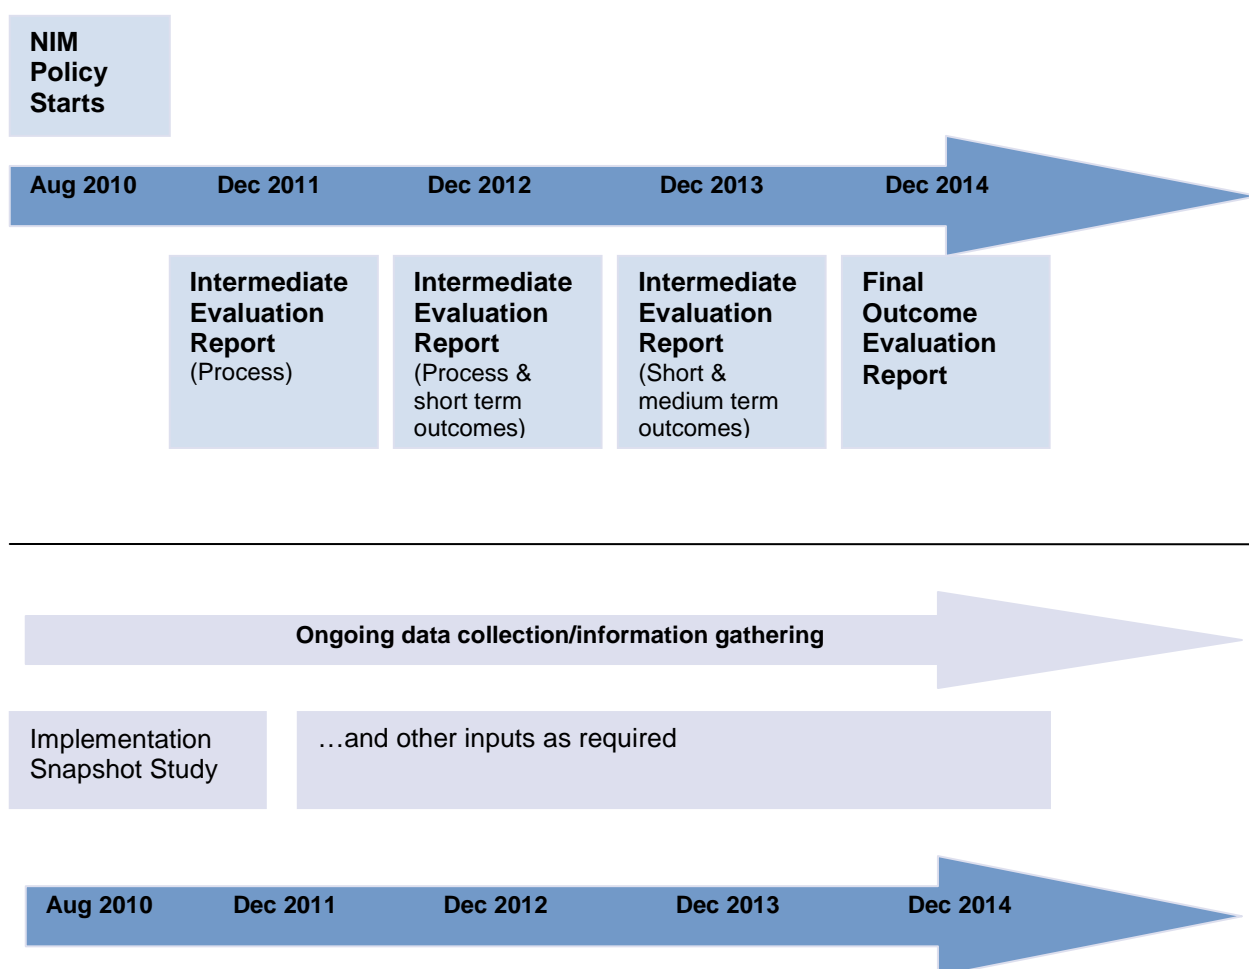 NIM
Policy
Starts
Aug 2010 Dec 2011 Dec 2012 Dec 2013 Dec 2014
Intermediate
Evaluation
Report
(Process)
Intermediate
Evaluation
Report
(Process &
short term
outcomes)
Intermediate
Evaluation
Report
(Short &
medium term
outcomes)
Final
Outcome
Evaluation
Report
Ongoing data collection/information gathering
Implementation
Snapshot Study
…and other inputs as required
Aug 2010 Dec 2011 Dec 2012 Dec 2013 Dec 2014